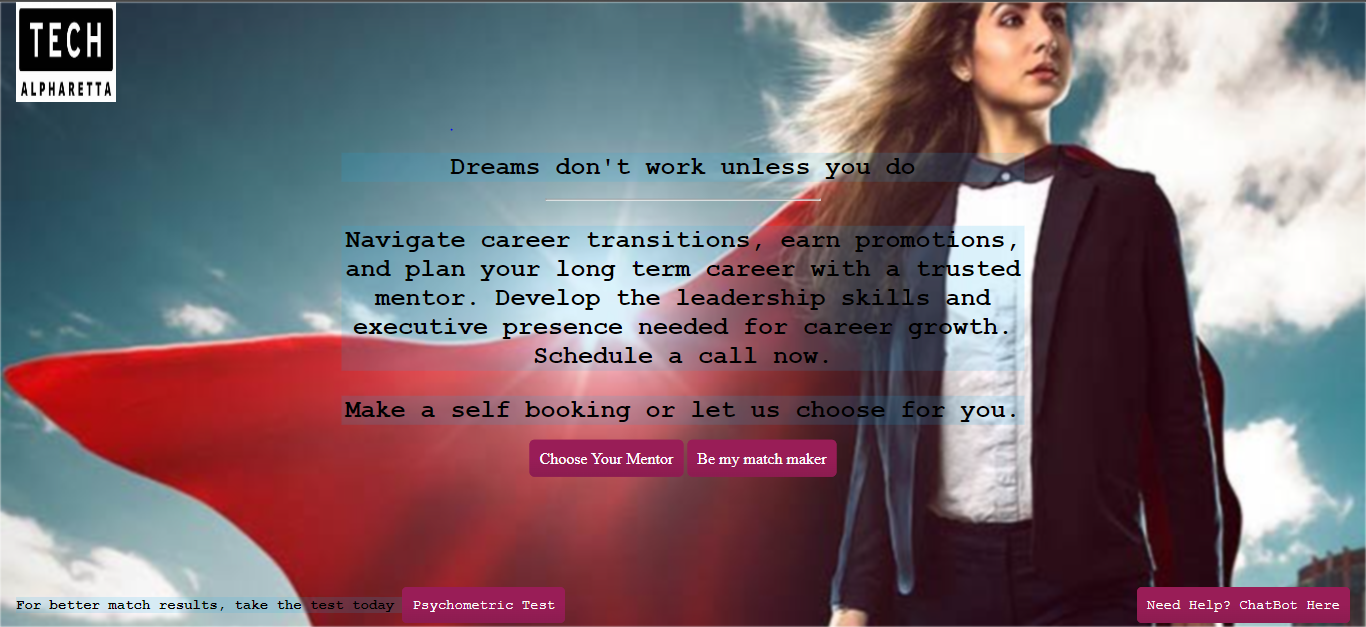 TECH
ALPHARETTA
Dreams don't work unless you do
Navigate career transitions, earn promotions,
and plan your long term career with a trusted
mentor. Develop the leadership skills and
executive presence needed for career growth.
Schedule a call now.
Make a self booking or let us choose for you.
Choose Your Mentor Be my match maker
For better match results, take the test today Psychometric Test
Need Help? ChatBot Here